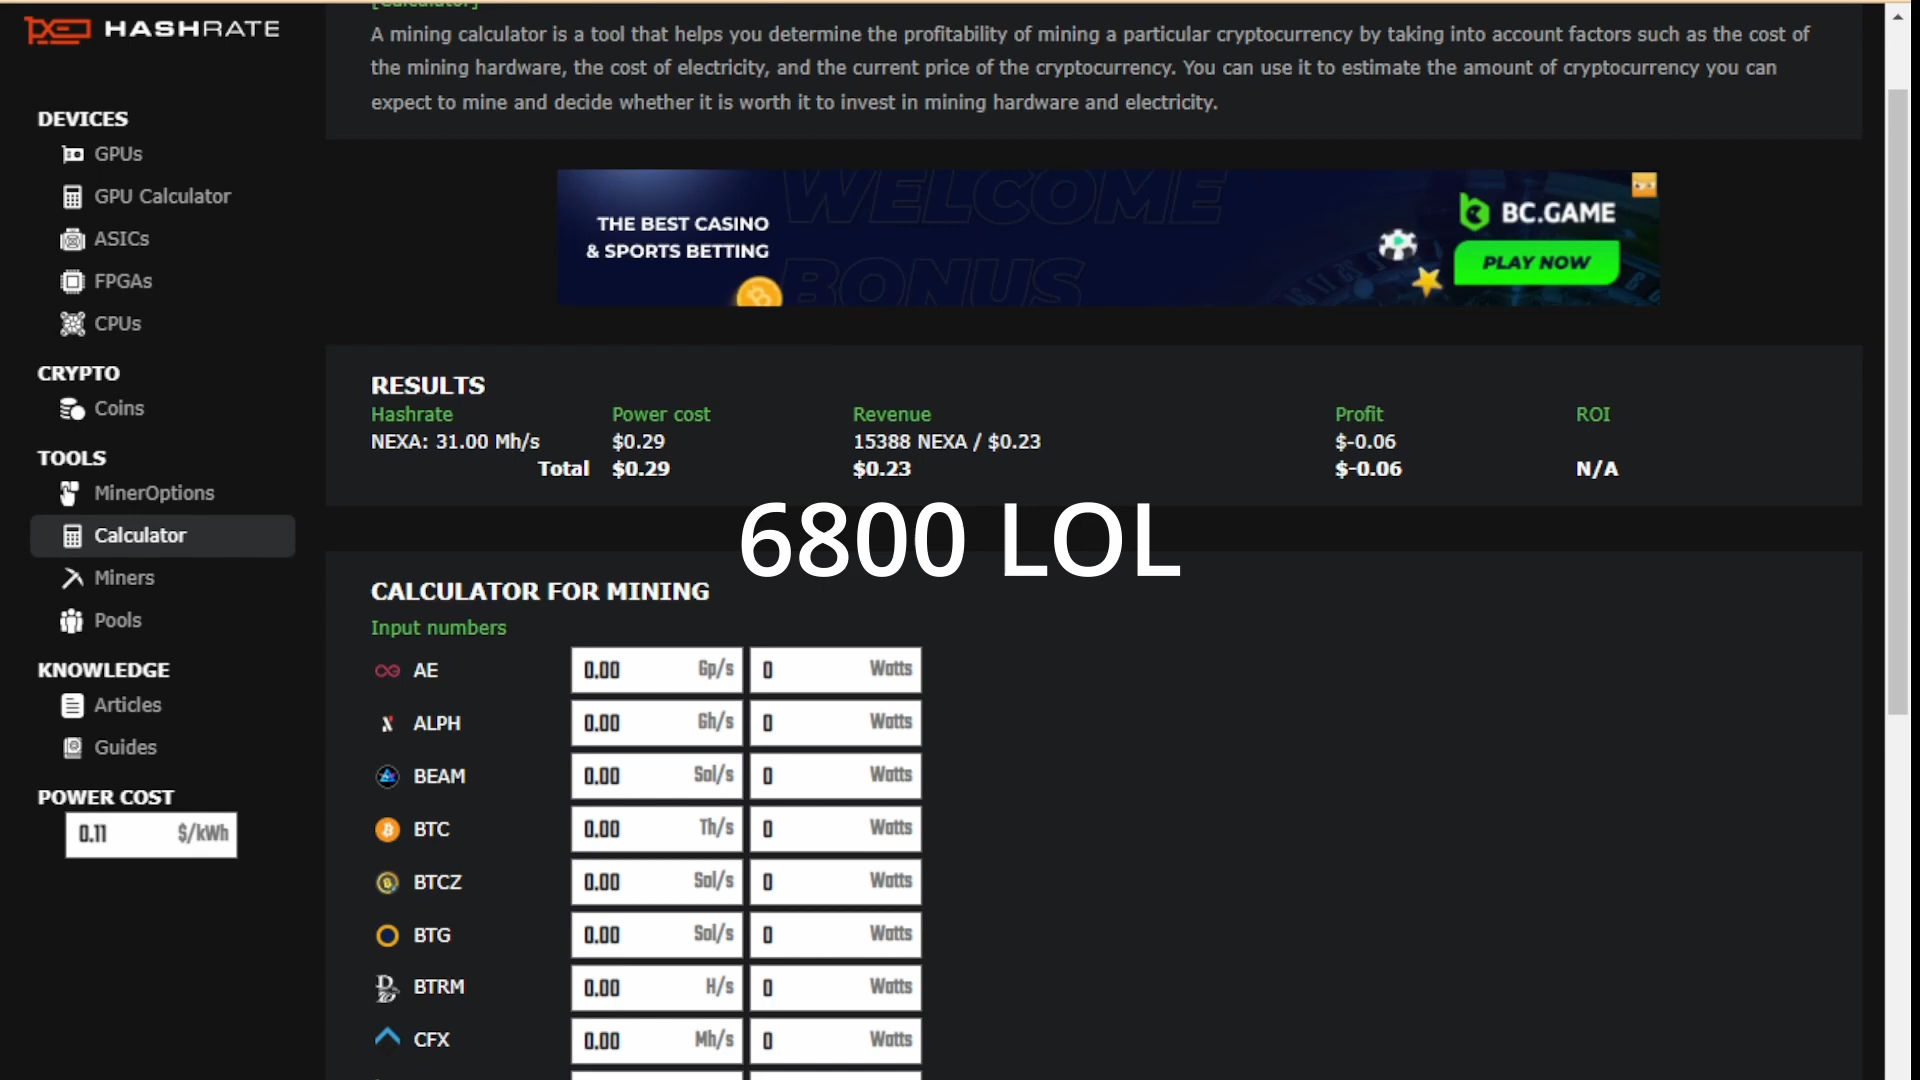 [Calculator]
HASHRATE
A mining calculator is a tool that helps you determine the profitability of mining a particular cryptocurrency by taking into account factors such as the cost of
the mining hardware, the cost of electricity, and the current price of the cryptocurrency. You can use it to estimate the amount of cryptocurrency you can
expect to mine and decide whether it is worth it to invest in mining hardware and electricity.
DEVICES
GPUs
GPU Calculator
ASICs
FPGAs
CPUs
CRYPTO
Coins
TOOLS
MinerOptions
Calculator
Miners
Pools
KNOWLEDGE
Articles
Guides
POWER COST
0.11 $/kWh
WELCOME
BONUS
THE BEST CASINO
& SPORTS BETTING
BC.GAME
PLAY NOW
RESULTS
Hashrate Power cost Revenue Profit ROI
NEXA: 31.00 Mh/s $0.29 15388 NEXA / $0.23 $-0.06
Total $0.29 $0.23 $-0.06 N/A
6800 LOL
CALCULATOR FOR MINING
Input numbers
AE 0.00 Gp/s 0 Watts
ALPH 0.00 Gh/s 0 Watts
BEAM 0.00 Sol/s 0 Watts
BTC 0.00 Th/s 0 Watts
BTCZ 0.00 Sol/s 0 Watts
BTG 0.00 Sol/s 0 Watts
BTRM 0.00 H/s 0 Watts
CFX 0.00 Mh/s 0 Watts